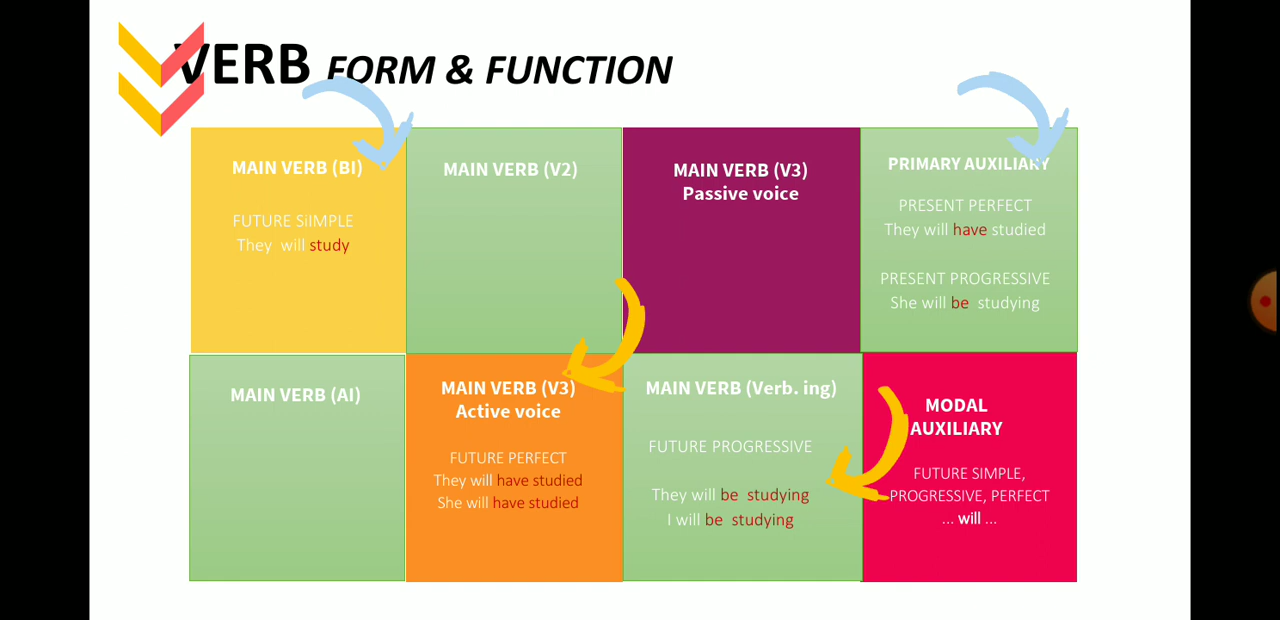 VERB FORM & FUNCTION
MAIN VERB (BI)
FUTURE SiIMPLE
They will study
MAIN VERB (V2)
MAIN VERB (V3)
Passive voice
PRIMARY AUXILIARY
PRESENT PERFECT
They will have studied
PRESENT PROGRESSIVE
She will be studying
MAIN VERB (AI)
MAIN VERB (V3)
Active voice
FUTURE PERFECT
They will have studied
She will have studied
MAIN VERB (Verb. ing)
FUTURE PROGRESSIVE
They will be studying
I will be studying
MODAL
AUXILIARY
FUTURE SIMPLE,
PROGRESSIVE, PERFECT
... will ...